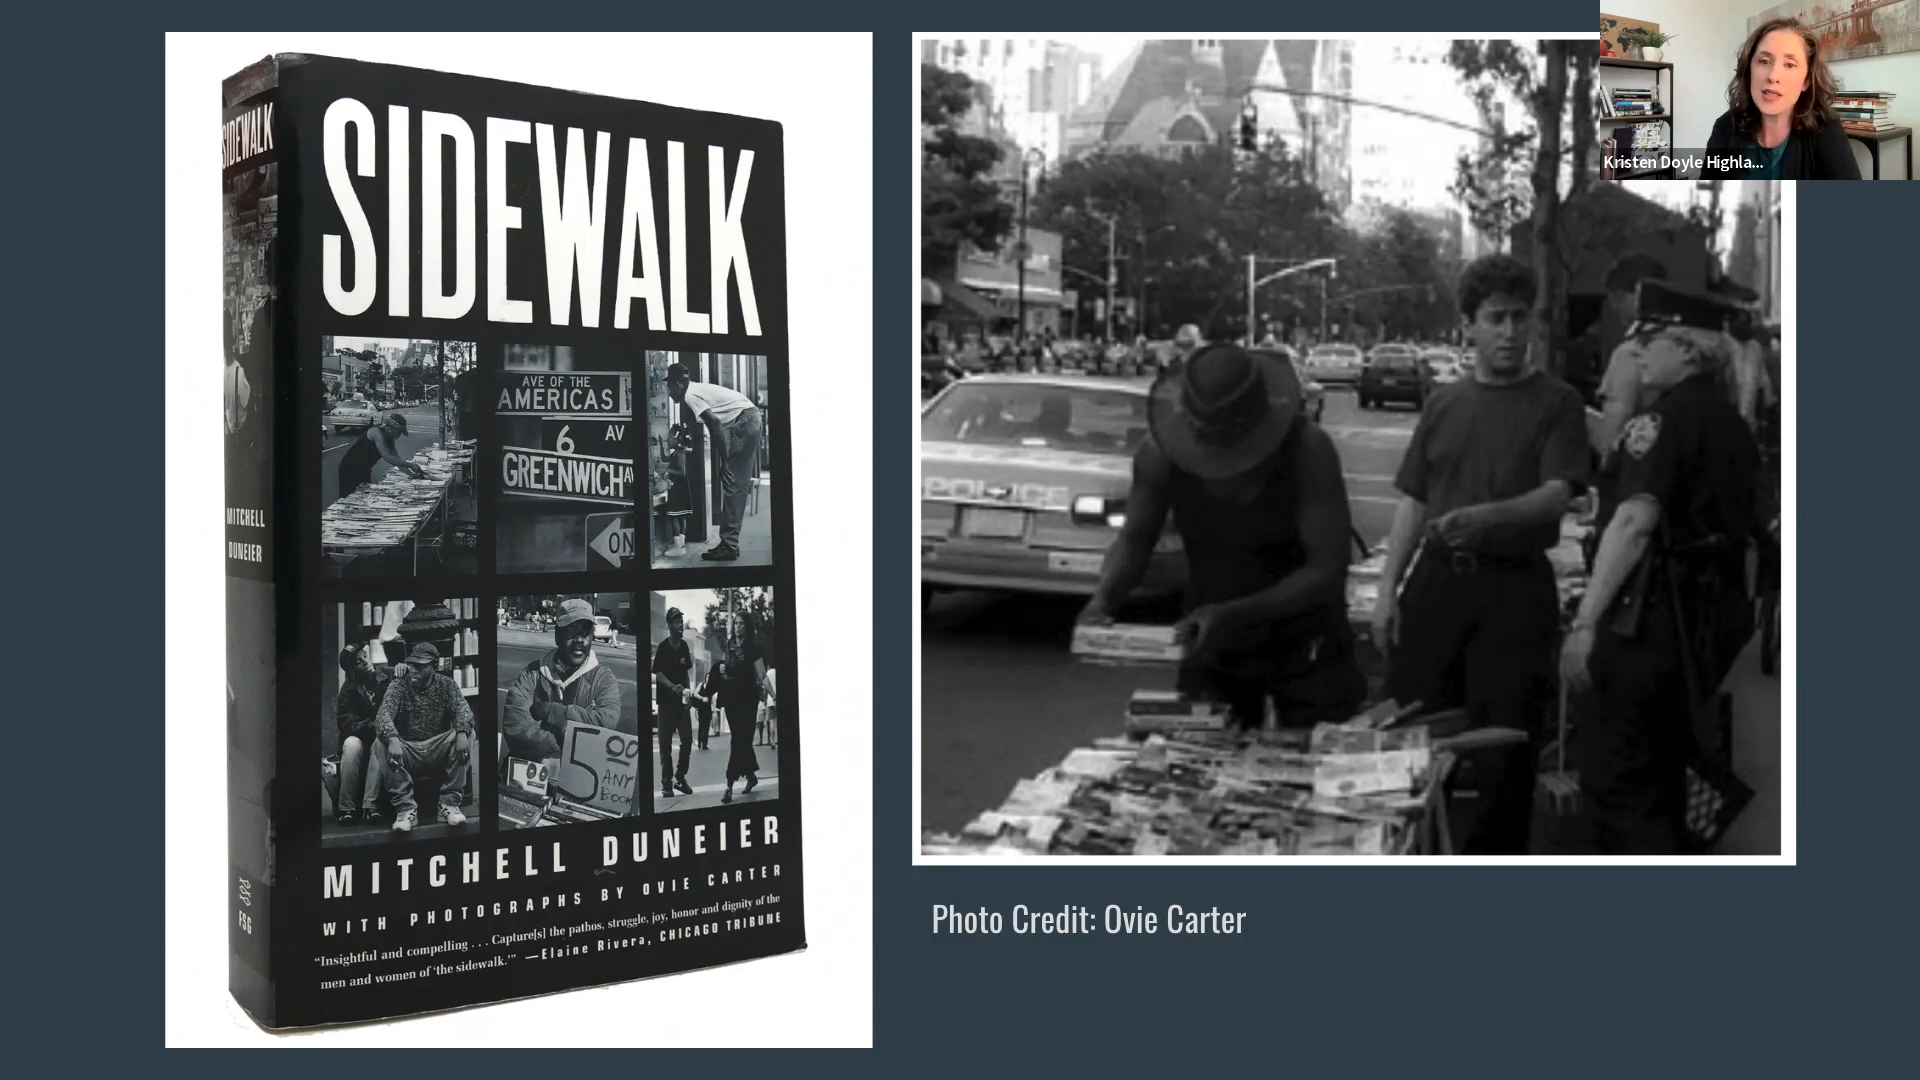 SIDEWALK
MITCHELL
DUNEIER
FSG
SIDEWALK
AVE OF THE
AMERICAS
6 AV
GREENWICH AV
ON
5 00
ANY
BOOK
MITCHELL DUNEIER
WITH PHOTOGRAPHS BY OVIE CARTER
“Insightful and compelling . . . Capture[s] the pathos, struggle, joy, honor and dignity of the
men and women of ‘the sidewalk.’” —Elaine Rivera, CHICAGO TRIBUNE
POLICE
Photo Credit: Ovie Carter
Kristen Doyle Highla...